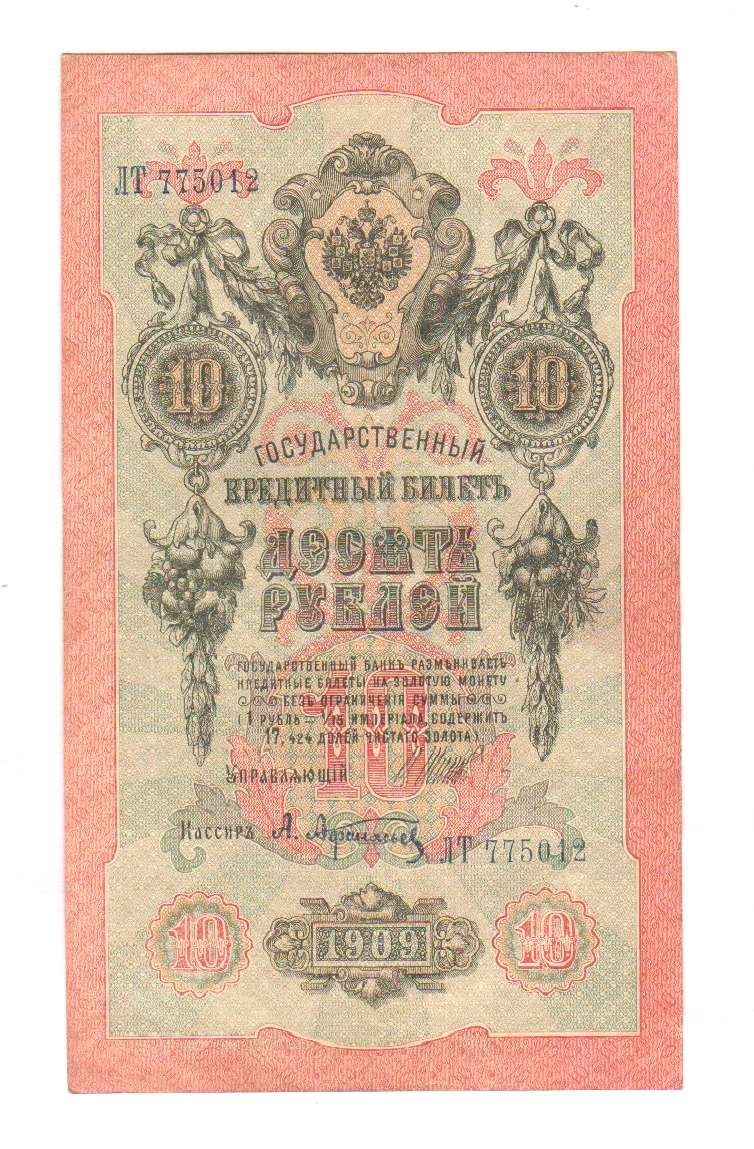 ЛТ 775012
10 10
ГОСУДАРСТВЕННЫЙ
КРЕДИТНЫЙ БИЛЕТЪ
ДЕСЯТЬ
РУБЛЕЙ
ГОСУДАРСТВЕННЫЙ БАНКЪ РАЗМѢНИВАЕТЪ
КРЕДИТНЫЕ БИЛЕТЫ НА ЗОЛОТУЮ МОНЕТУ
БЕЗЪ ОГРАНИЧЕНІЯ СУММЫ
(1 РУБЛЬ = 1/15 ИМПЕРІАЛА, СОДЕРЖИТЪ
17,424 ДОЛЕЙ ЧИСТАГО ЗОЛОТА)
10
УПРАВЛЯЮЩІЙ
Кассиръ А. Афанасьев
ЛТ 775012
10 1909 10